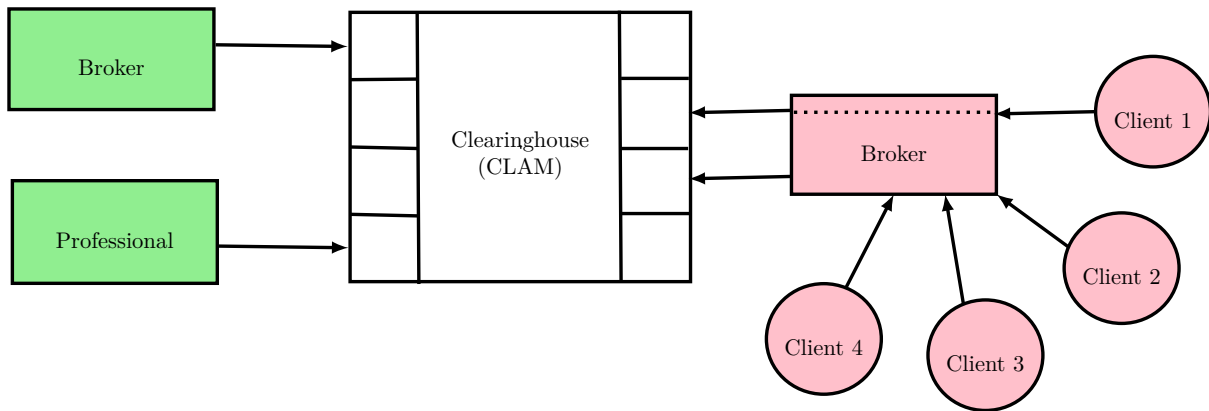 Broker
Professional
Clearinghouse
(CLAM)
Broker
Client 1
Client 2
Client 3
Client 4